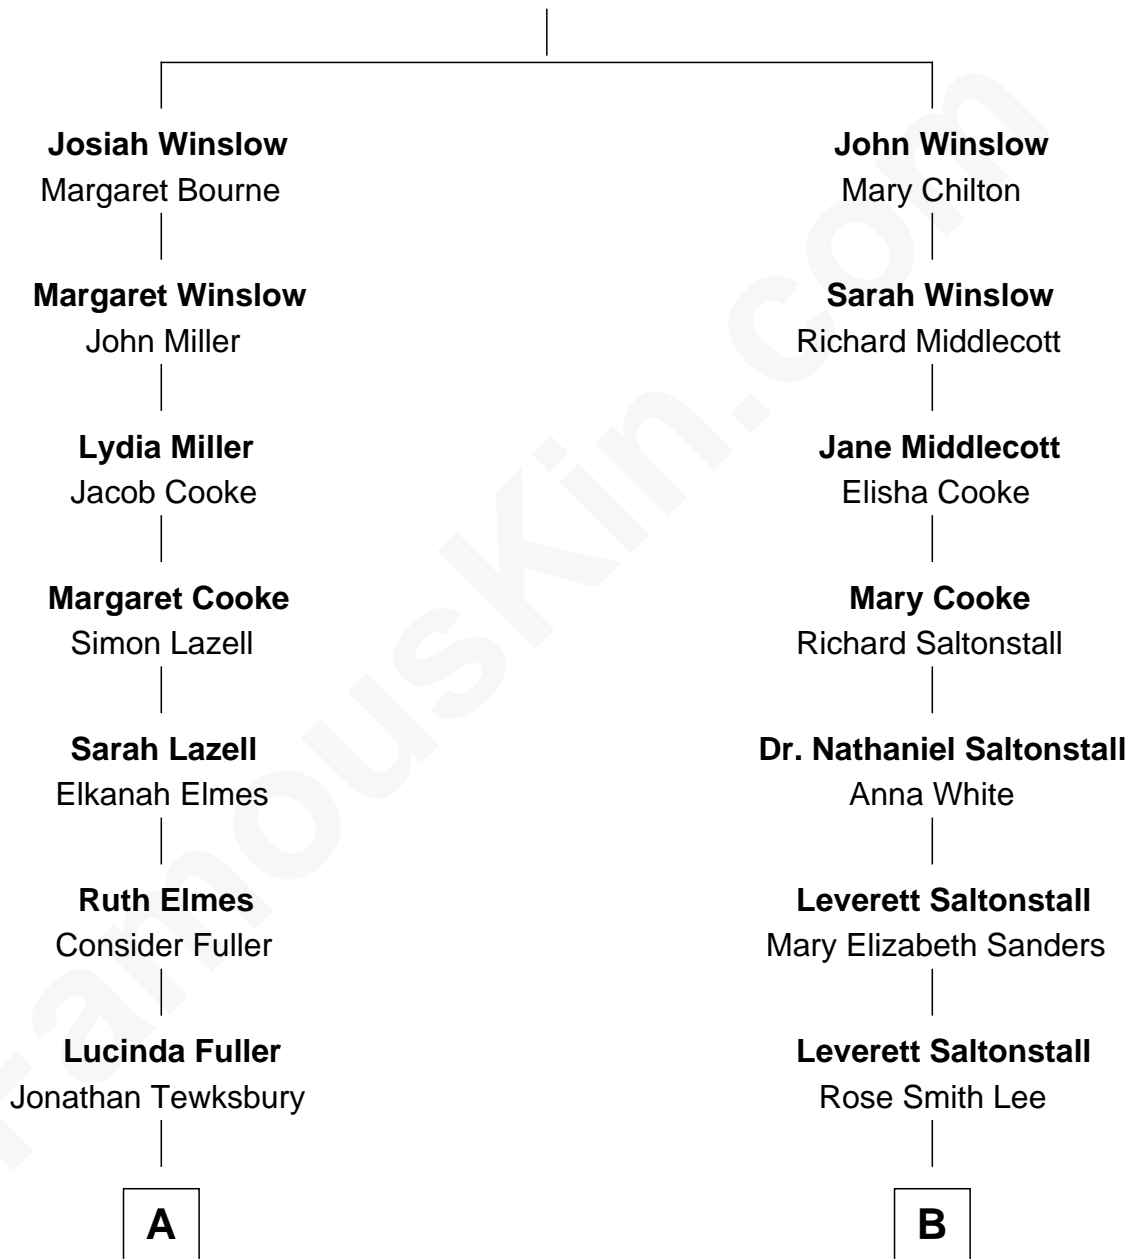 Josiah Winslow
Margaret Bourne
Margaret Winslow
John Miller
Lydia Miller
Jacob Cooke
Margaret Cooke
Simon Lazell
Sarah Lazell
Elkanah Elmes
Ruth Elmes
Consider Fuller
Lucinda Fuller
Jonathan Tewksbury
A
John Winslow
Mary Chilton
Sarah Winslow
Richard Middlecott
Jane Middlecott
Elisha Cooke
Mary Cooke
Richard Saltonstall
Dr. Nathaniel Saltonstall
Anna White
Leverett Saltonstall
Mary Elizabeth Sanders
Leverett Saltonstall
Rose Smith Lee
B
FamousKin.com